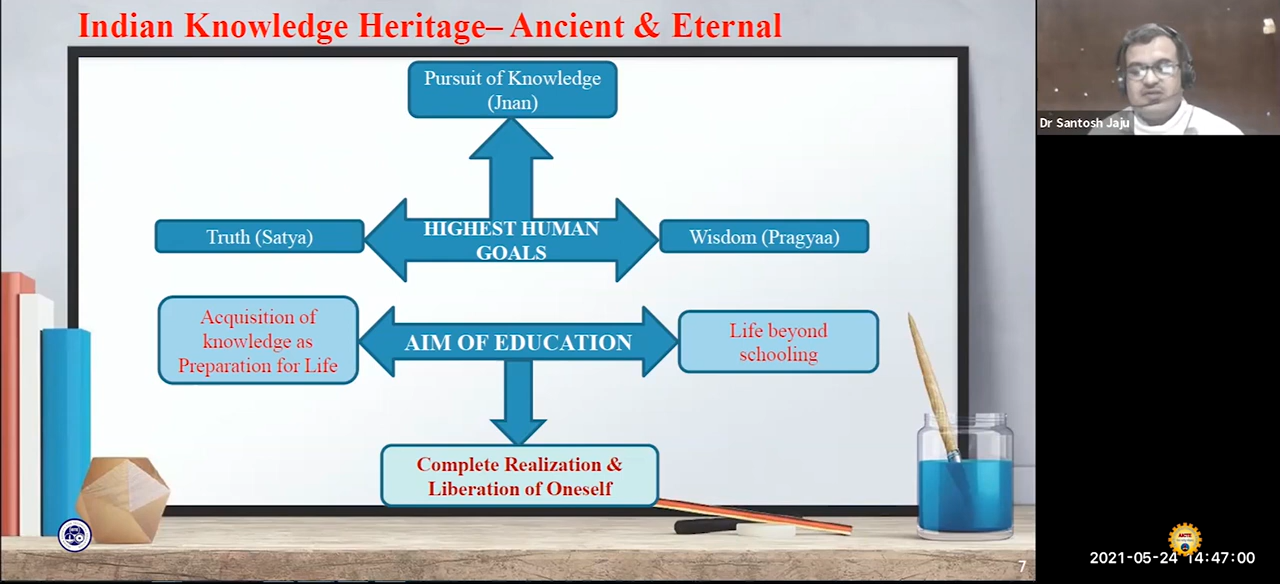 Indian Knowledge Heritage– Ancient & Eternal
Pursuit of Knowledge
(Jnan)
HIGHEST HUMAN
GOALS
Truth (Satya)
Wisdom (Pragyaa)
Acquisition of
knowledge as
Preparation for Life
AIM OF EDUCATION
Life beyond
schooling
Complete Realization &
Liberation of Oneself
7
Dr Santosh Jaju
AICTE
2021-05-24 14:47:00